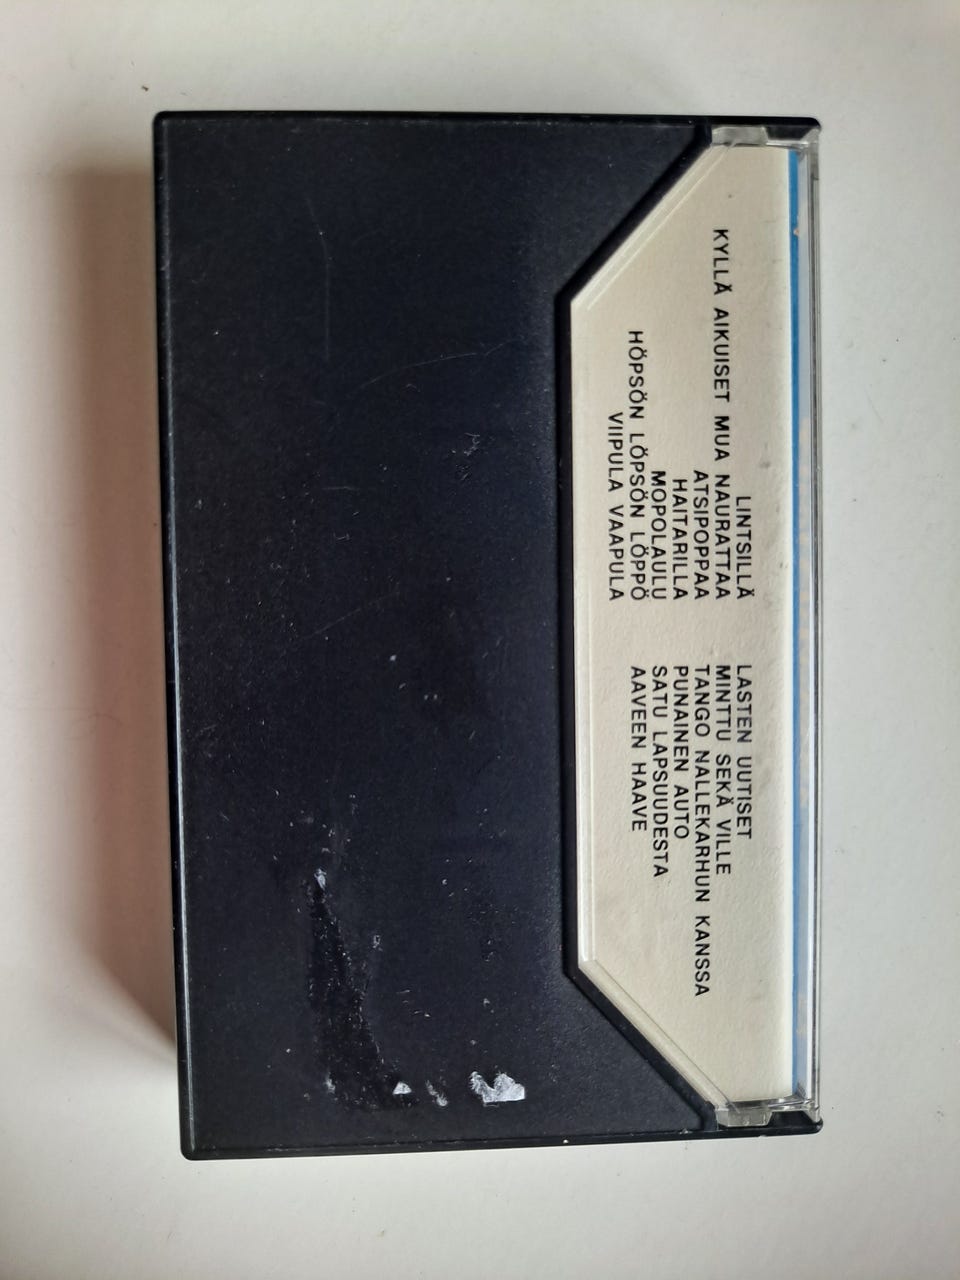 LINTSILLÄ
KYLLÄ AIKUISET MUA NAURATTAA
ATSIPOPPAA
HAITARILLA
MOPOLAULU
HÖPSÖN LÖPSÖN LÖPPÖ
VIIPULA VAAPULA
LASTEN UUTISET
MINTTU SEKÄ VILLE
TANGO NALLEKARHUN KANSSA
PUNAINEN AUTO
SATU LAPSUUDESTA
AAVEEN HAAVE